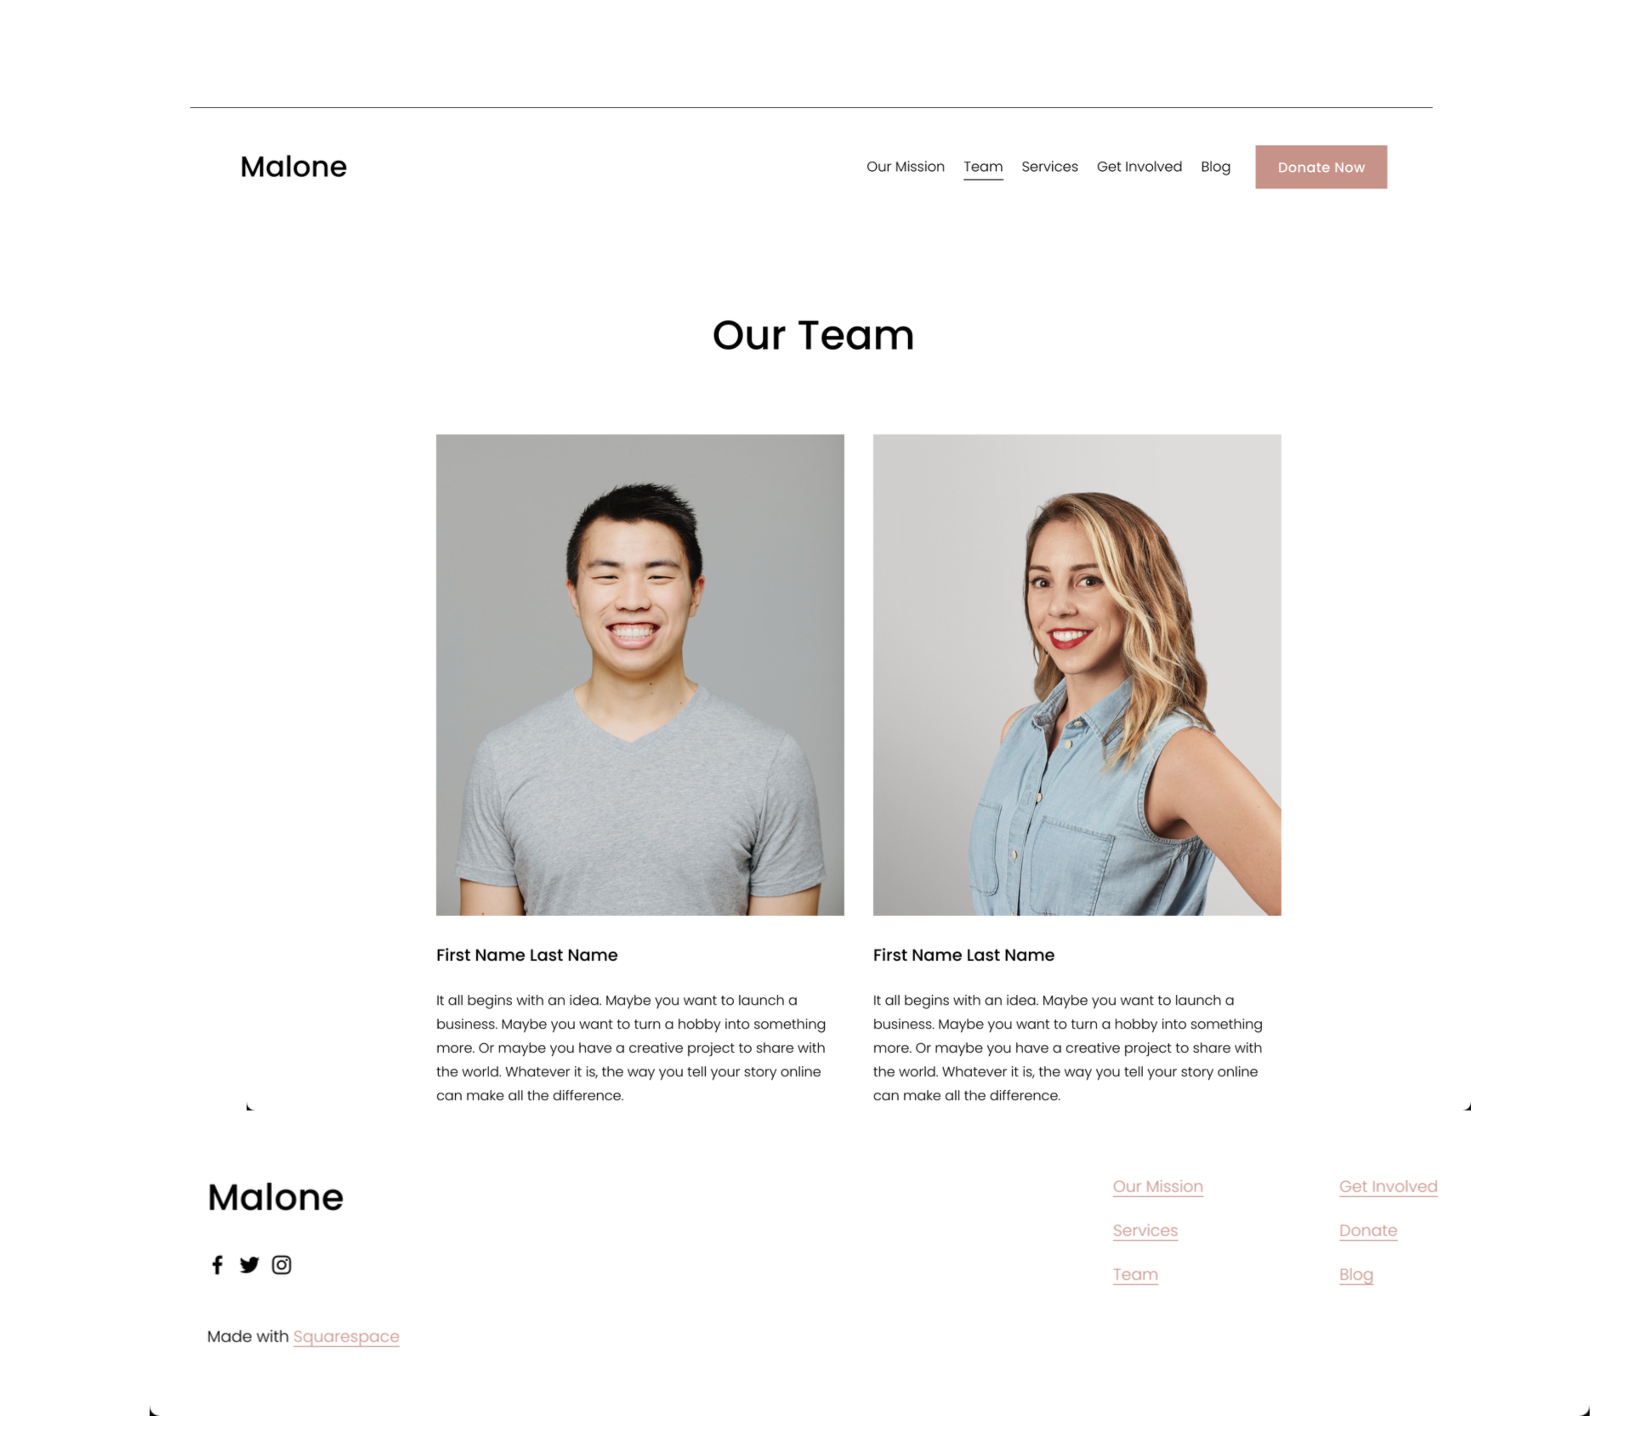 Malone
Our Mission Team Services Get Involved Blog Donate Now
Our Team
First Name Last Name
It all begins with an idea. Maybe you want to launch a
business. Maybe you want to turn a hobby into something
more. Or maybe you have a creative project to share with
the world. Whatever it is, the way you tell your story online
can make all the difference.
First Name Last Name
It all begins with an idea. Maybe you want to launch a
business. Maybe you want to turn a hobby into something
more. Or maybe you have a creative project to share with
the world. Whatever it is, the way you tell your story online
can make all the difference.
Malone
Made with Squarespace
Our Mission
Services
Team
Get Involved
Donate
Blog